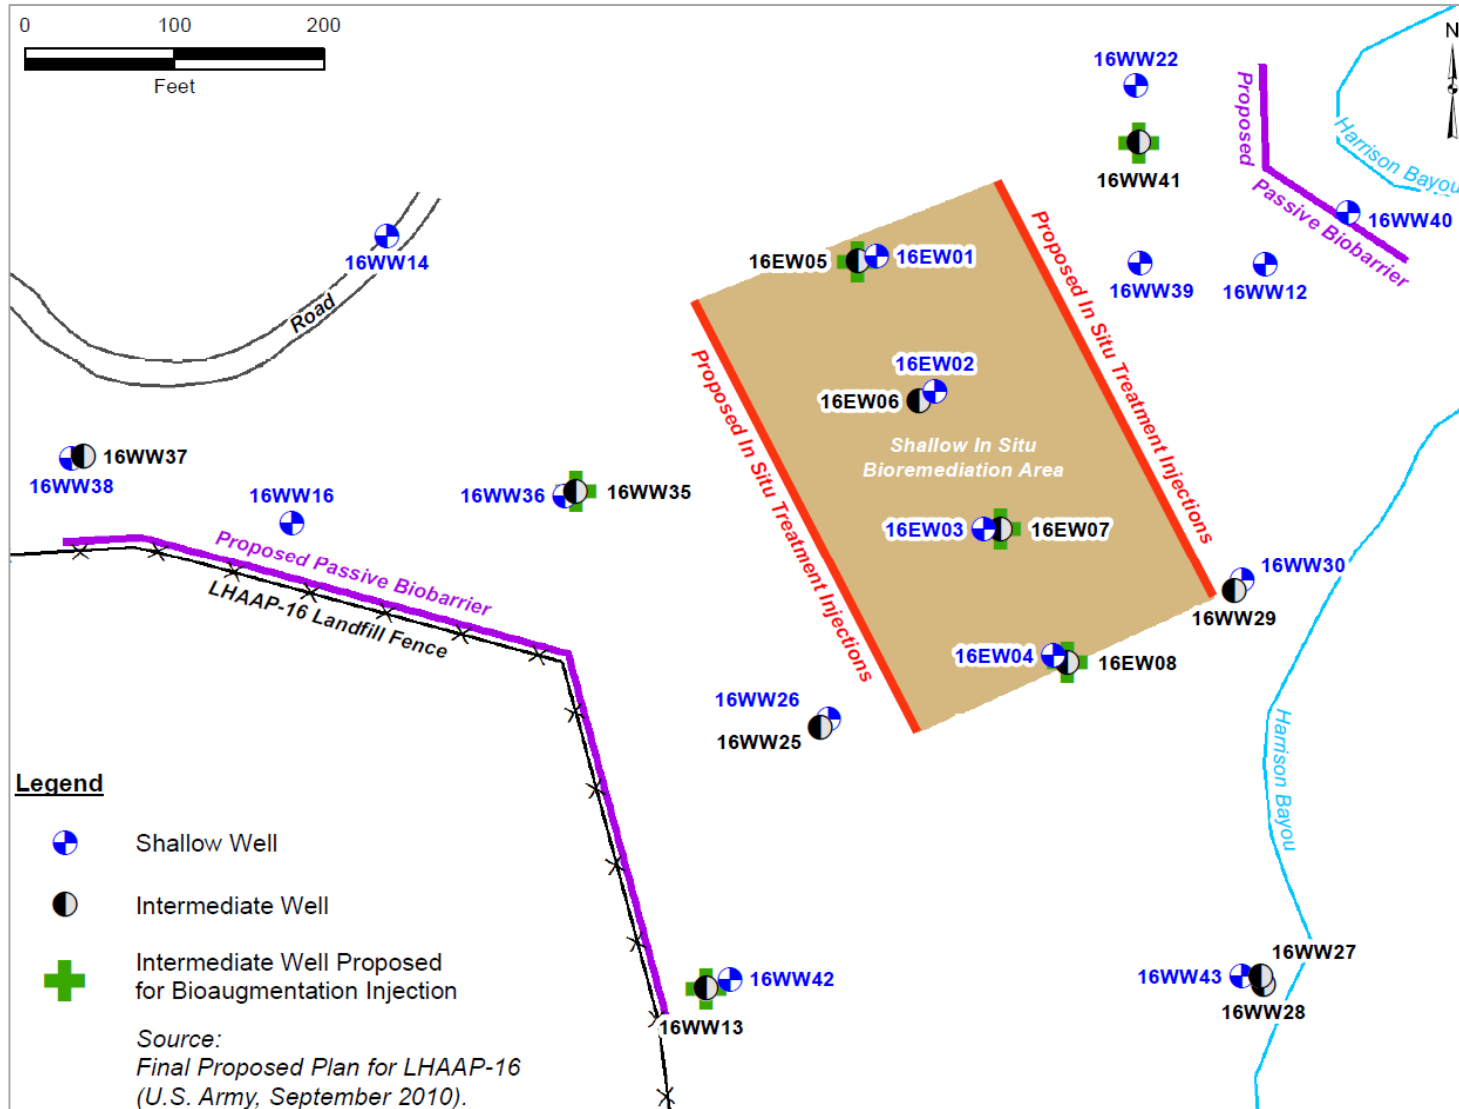 0 100 200
Feet
N
16WW22
16WW41
Proposed
Passive Biobarrier
Harrison Bayou
16WW40
16WW14
Road
16EW05
16EW01
16WW39
16WW12
Proposed In Situ Treatment Injections
Proposed In Situ Treatment Injections
16EW02
16EW06
Shallow In Situ
Bioremediation Area
16WW37
16WW38
16WW16
16WW36
16WW35
16EW03
16EW07
Proposed Passive Biobarrier
LHAAP-16 Landfill Fence
16WW30
16WW29
16EW04
16EW08
16WW26
16WW25
Harrison Bayou
Legend
Shallow Well
Intermediate Well
Intermediate Well Proposed
for Bioaugmentation Injection
Source:
Final Proposed Plan for LHAAP-16
(U.S. Army, September 2010).
16WW42
16WW13
16WW27
16WW43
16WW28